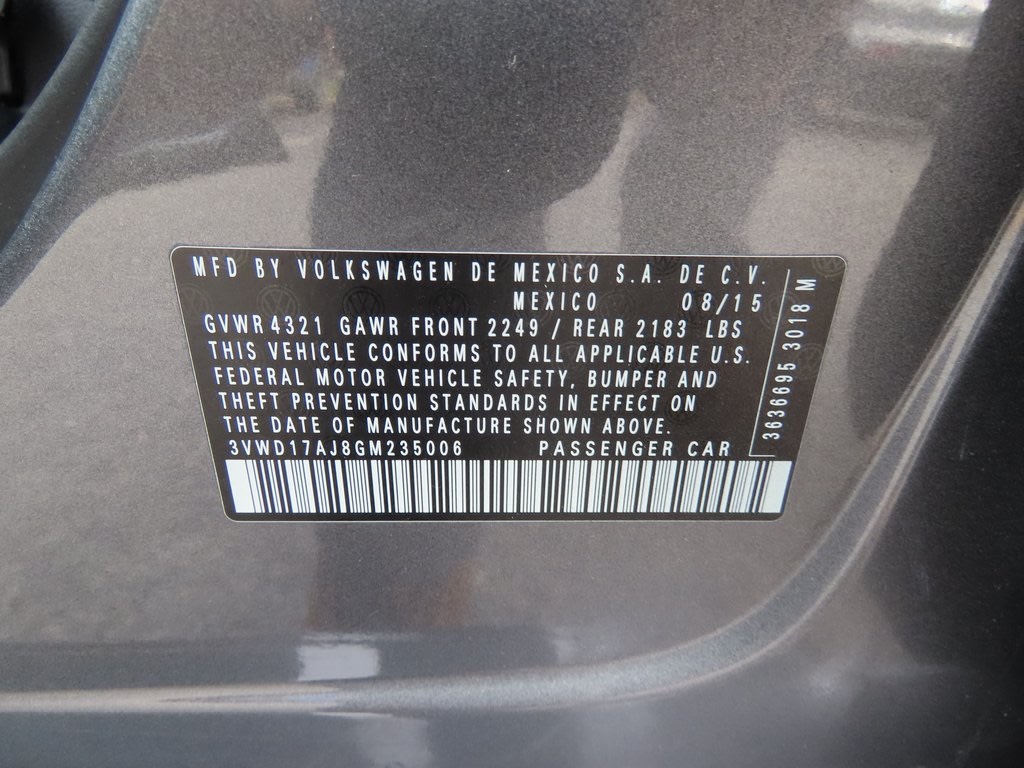 MFD BY VOLKSWAGEN DE MEXICO S.A. DE C.V.
MEXICO 08/15
GVWR 4321 GAWR FRONT 2249 / REAR 2183 LBS
THIS VEHICLE CONFORMS TO ALL APPLICABLE U.S.
FEDERAL MOTOR VEHICLE SAFETY, BUMPER AND
THEFT PREVENTION STANDARDS IN EFFECT ON
THE DATE OF MANUFACTURE SHOWN ABOVE.
3VWD17AJ8GM235006 PASSENGER CAR
3636695 3018 M